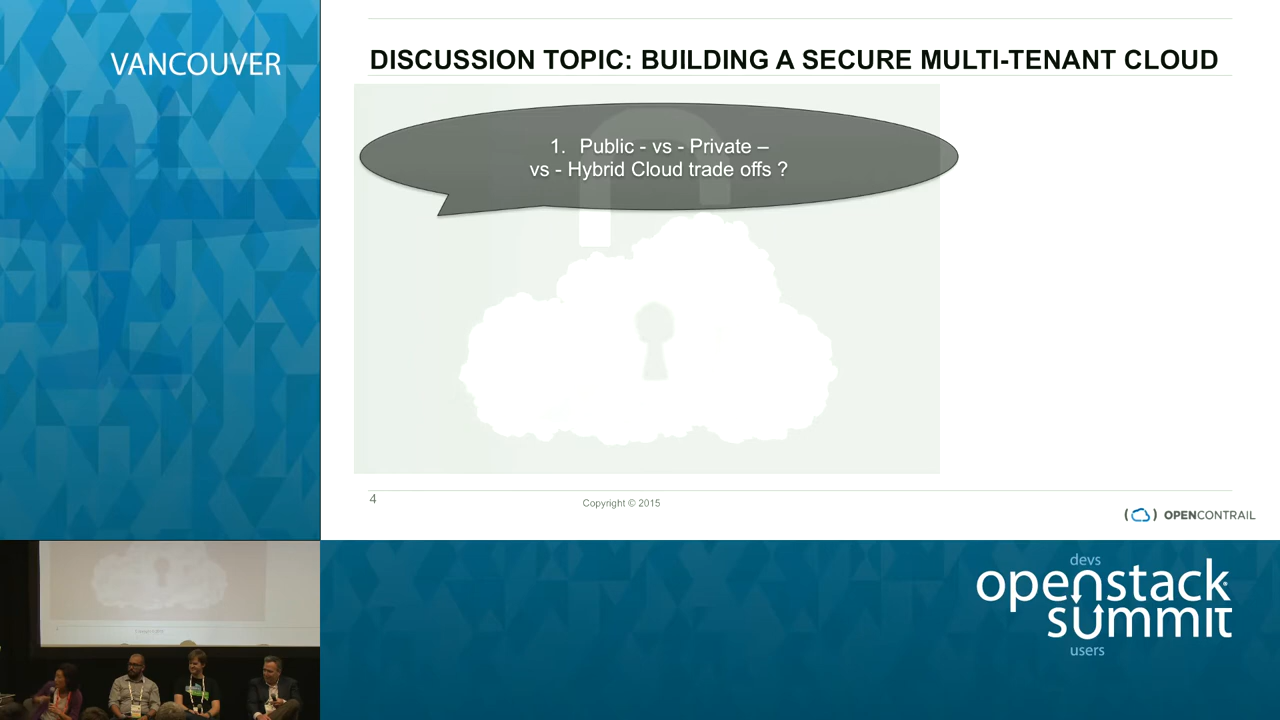 VANCOUVER
DISCUSSION TOPIC: BUILDING A SECURE MULTI-TENANT CLOUD
1. Public - vs - Private –
vs - Hybrid Cloud trade offs ?
4
Copyright © 2015
OPENCONTRAIL
devs
openstack
summit
users